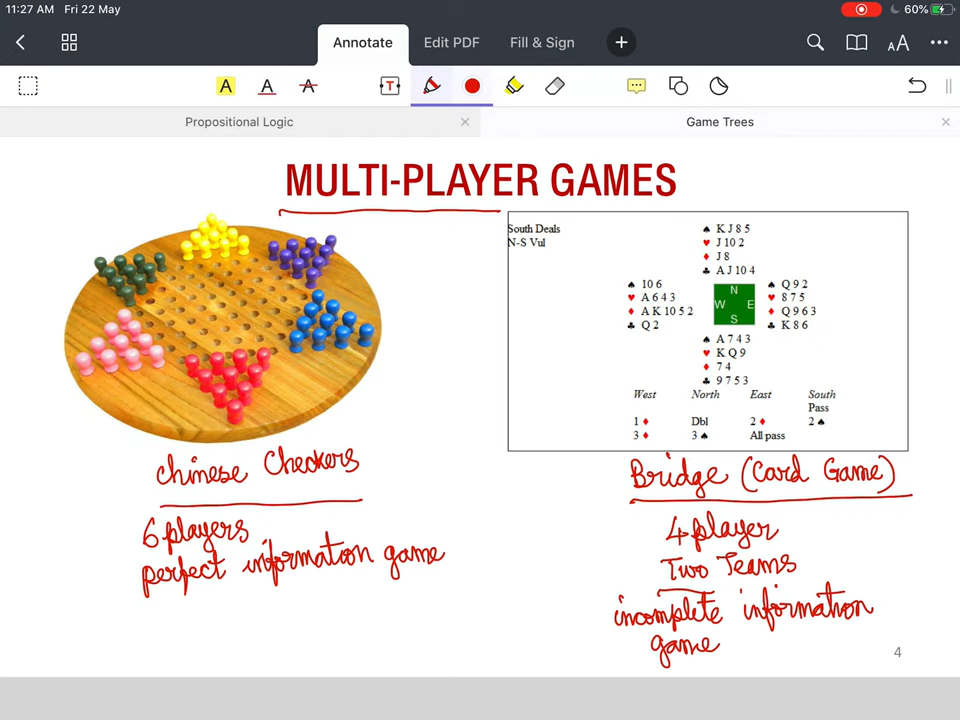 11:27 AM Fri 22 May
60%
Annotate
Edit PDF
Fill & Sign
AA
A A A T
Propositional Logic
Game Trees
MULTI-PLAYER GAMES
South Deals
N-S Vul
♠ K J 8 5
♥ J 10 2
♦ J 8
♣ A J 10 4
♠ 10 6
♥ A 6 4 3
♦ A K 10 5 2
♣ Q 2
N
W E
S
♠ Q 9 2
♥ 8 7 5
♦ Q 9 6 3
♣ K 8 6
♠ A 7 4 3
♥ K Q 9
♦ 7 4
♣ 9 7 5 3
West North East South
Pass
1 ♦ Dbl 2 ♦ 2 ♠
3 ♦ 3 ♠ All pass
Chinese Checkers
6 players
perfect information game
Bridge (Card Game)
4 player
Two Teams
incomplete information
game
4